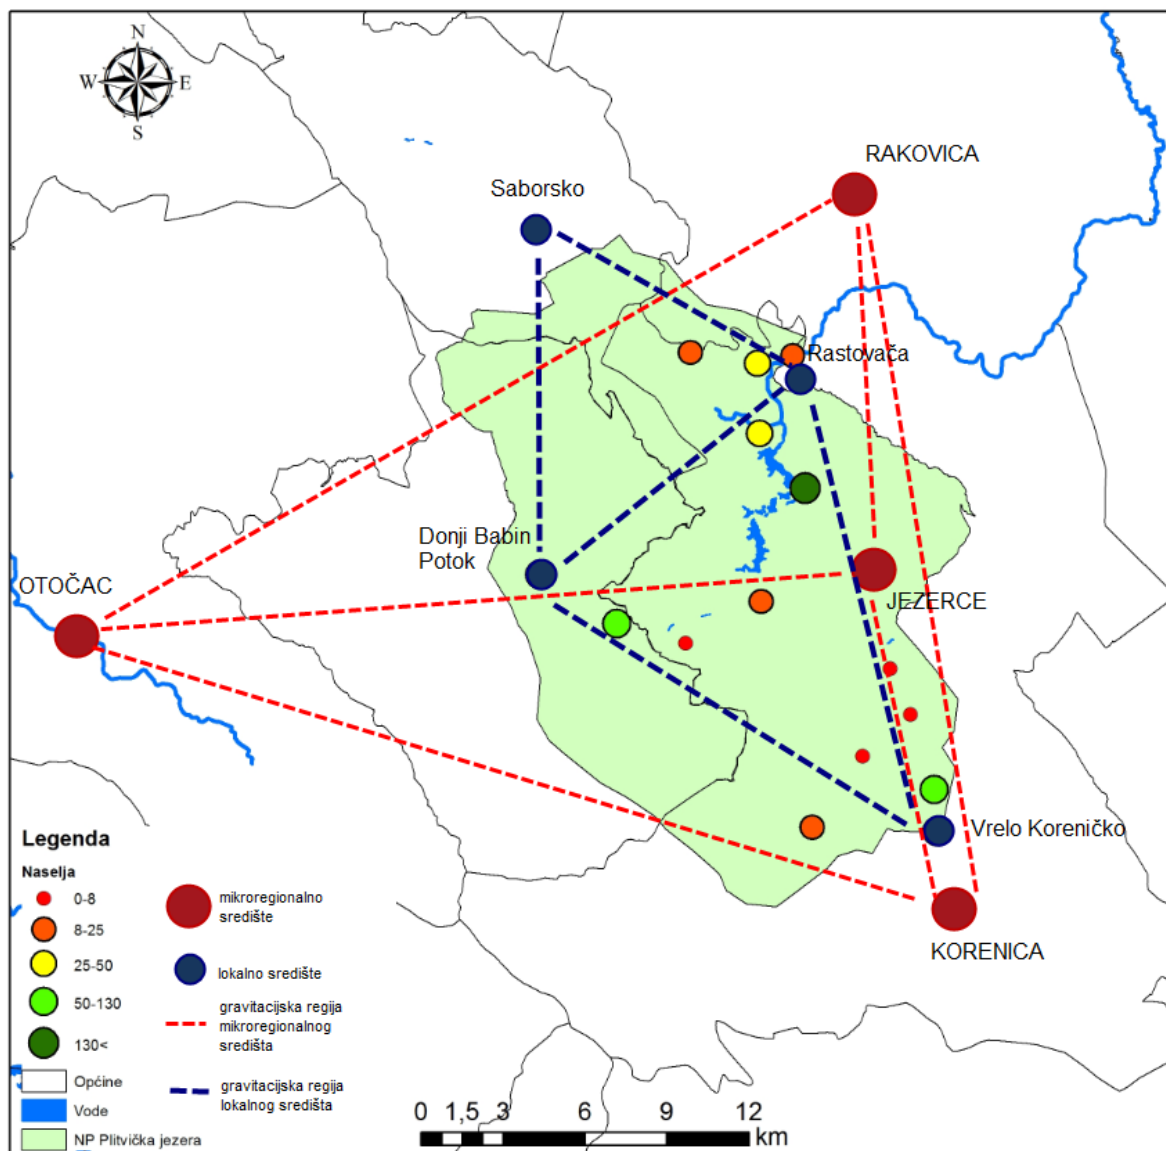 N
W
E
S
RAKOVICA
Saborsko
Rastovača
Donji Babin
Potok
OTOČAC
JEZERCE
Vrelo Koreničko
KORENICA
Legenda
Naselja
0-8
8-25
25-50
50-130
130<
Općine
Vode
NP Plitvička jezera
mikroregionalno
središte
lokalno središte
gravitacijska regija
mikroregionalnog
središta
gravitacijska regija
lokalnog središta
0 1,5 3 6 9 12
km